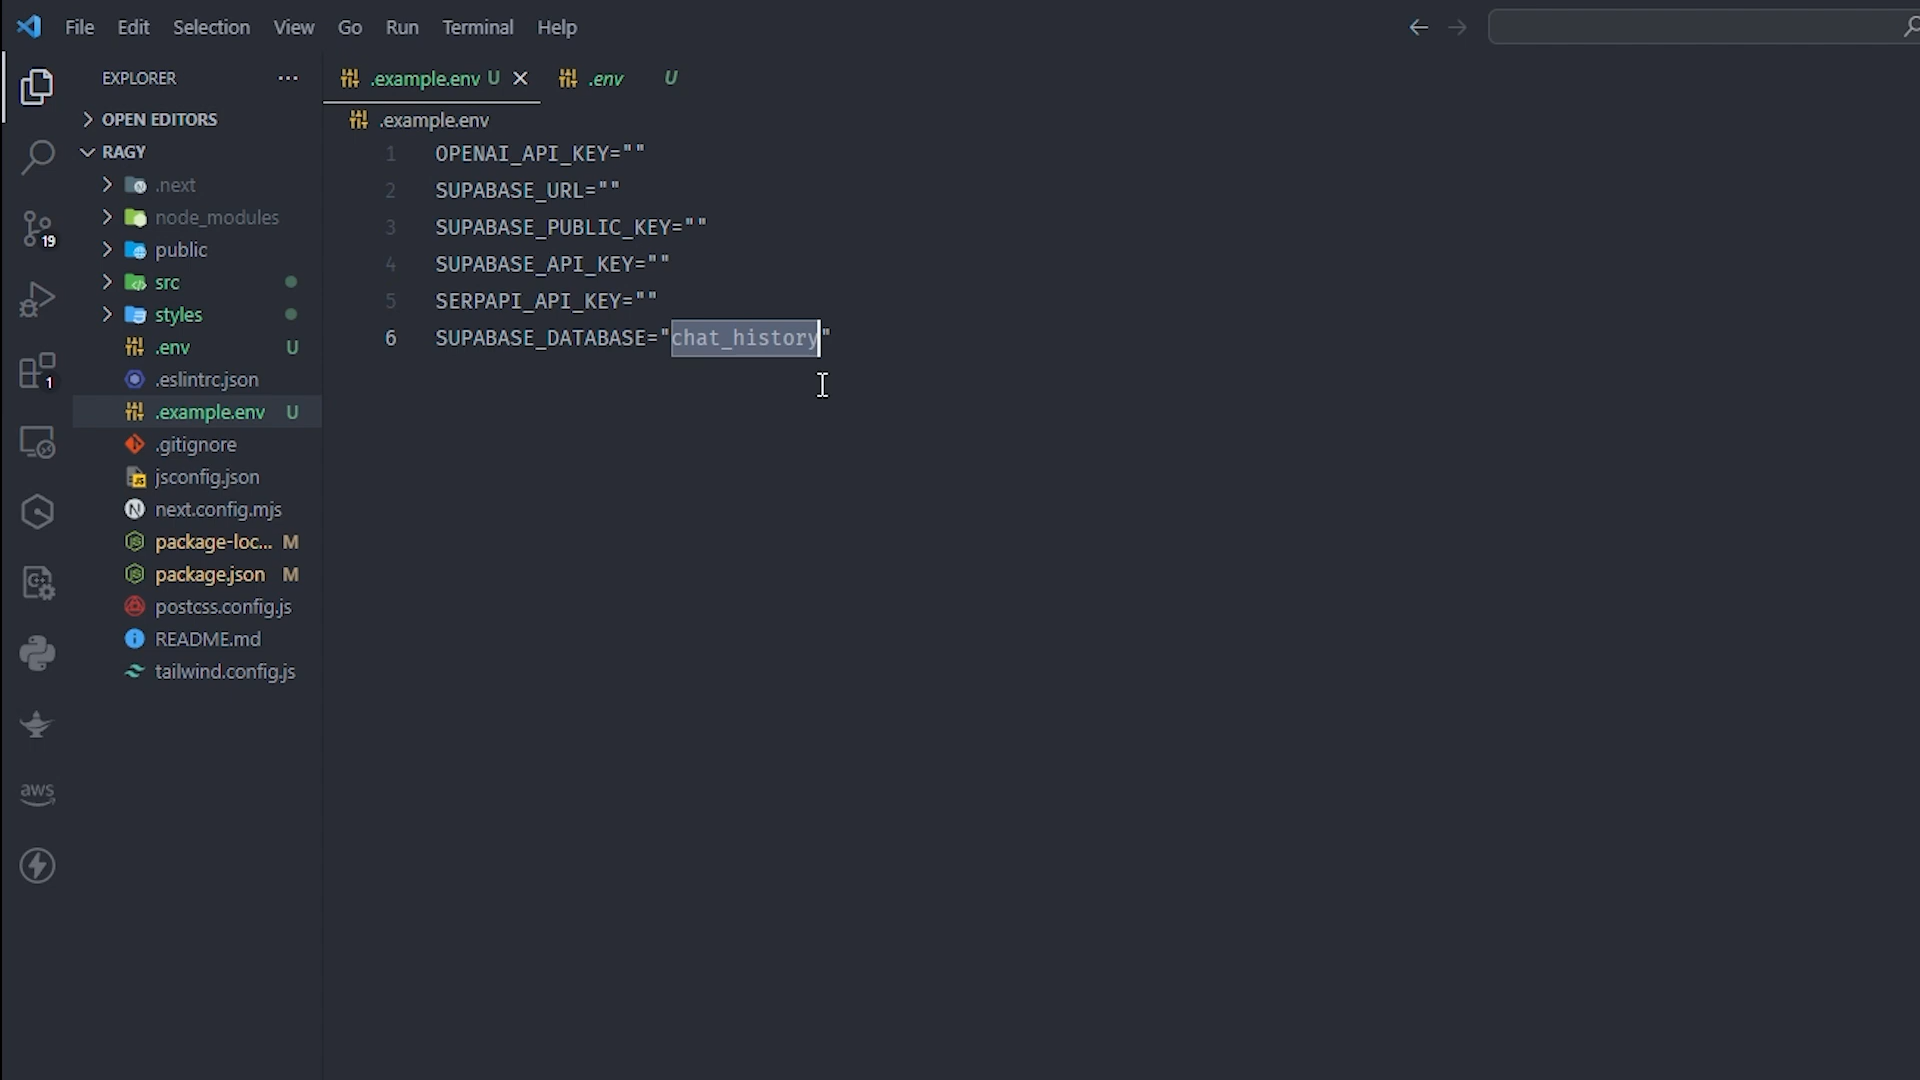 File Edit Selection View Go Run Terminal Help
EXPLORER
.example.env U
.env U
OPEN EDITORS
.example.env
RAGY
.next
node_modules
public
src
styles
.env U
.eslintrc.json
.example.env U
.gitignore
jsconfig.json
next.config.mjs
package-loc... M
package.json M
postcss.config.js
README.md
tailwind.config.js
1 OPENAI_API_KEY=""
2 SUPABASE_URL=""
3 SUPABASE_PUBLIC_KEY=""
4 SUPABASE_API_KEY=""
5 SERPAPI_API_KEY=""
6 SUPABASE_DATABASE="chat_history"
19
1
aws